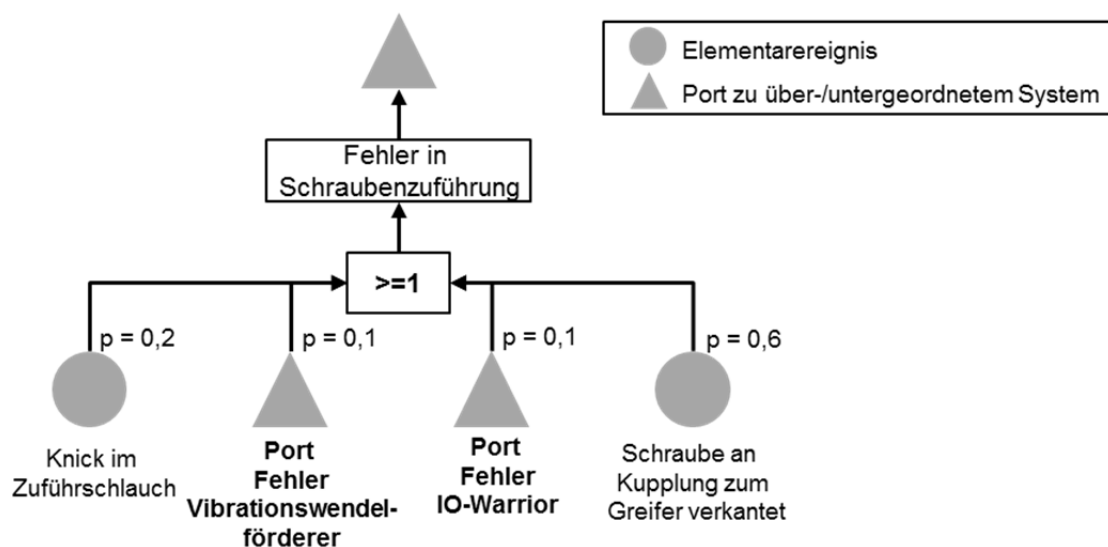 Elementarereignis
Port zu über-/untergeordnetem System
Fehler in
Schraubenzuführung
>=1
p = 0,2
p = 0,1
p = 0,1
p = 0,6
Knick im
Zuführschlauch
Port
Fehler
Vibrationswendel-
förderer
Port
Fehler
IO-Warrior
Schraube an
Kupplung zum
Greifer verkantet